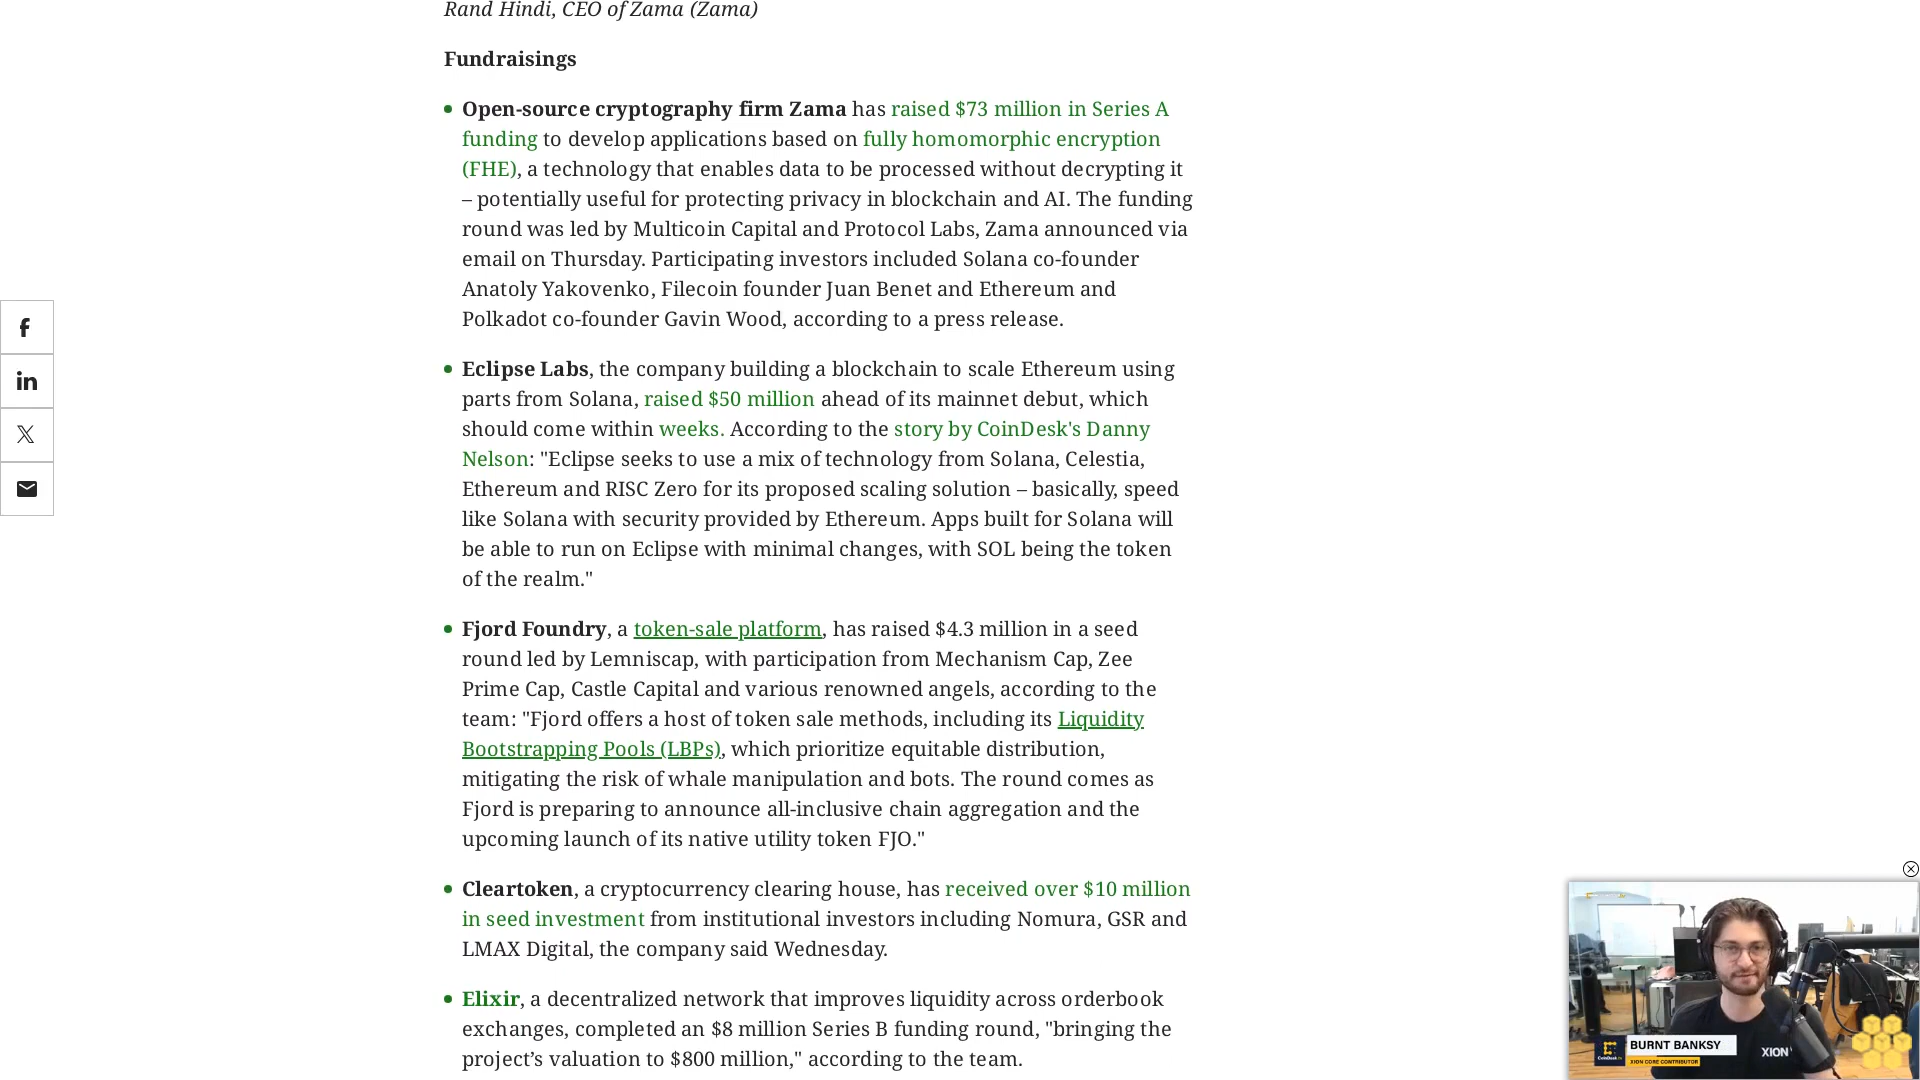 Rand Hindi, CEO of Zama (Zama)
Fundraisings
Open-source cryptography firm Zama has raised $73 million in Series A
funding to develop applications based on fully homomorphic encryption
(FHE), a technology that enables data to be processed without decrypting it
– potentially useful for protecting privacy in blockchain and AI. The funding
round was led by Multicoin Capital and Protocol Labs, Zama announced via
email on Thursday. Participating investors included Solana co-founder
Anatoly Yakovenko, Filecoin founder Juan Benet and Ethereum and
Polkadot co-founder Gavin Wood, according to a press release.
Eclipse Labs, the company building a blockchain to scale Ethereum using
parts from Solana, raised $50 million ahead of its mainnet debut, which
should come within weeks. According to the story by CoinDesk's Danny
Nelson: "Eclipse seeks to use a mix of technology from Solana, Celestia,
Ethereum and RISC Zero for its proposed scaling solution – basically, speed
like Solana with security provided by Ethereum. Apps built for Solana will
be able to run on Eclipse with minimal changes, with SOL being the token
of the realm."
Fjord Foundry, a token-sale platform, has raised $4.3 million in a seed
round led by Lemniscap, with participation from Mechanism Cap, Zee
Prime Cap, Castle Capital and various renowned angels, according to the
team: "Fjord offers a host of token sale methods, including its Liquidity
Bootstrapping Pools (LBPs), which prioritize equitable distribution,
mitigating the risk of whale manipulation and bots. The round comes as
Fjord is preparing to announce all-inclusive chain aggregation and the
upcoming launch of its native utility token FJO."
Cleartoken, a cryptocurrency clearing house, has received over $10 million
in seed investment from institutional investors including Nomura, GSR and
LMAX Digital, the company said Wednesday.
Elixir, a decentralized network that improves liquidity across orderbook
exchanges, completed an $8 million Series B funding round, "bringing the
project’s valuation to $800 million," according to the team.
BURNT BANKSY
XION CORE CONTRIBUTOR
CoinDesk
XION